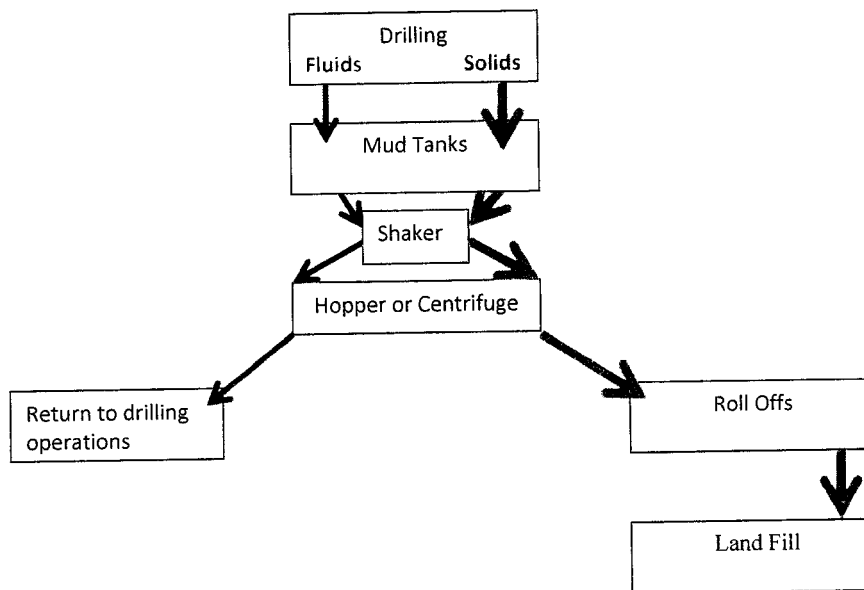 Drilling
Fluids Solids
Mud Tanks
Shaker
Hopper or Centrifuge
Return to drilling
operations
Roll Offs
Land Fill